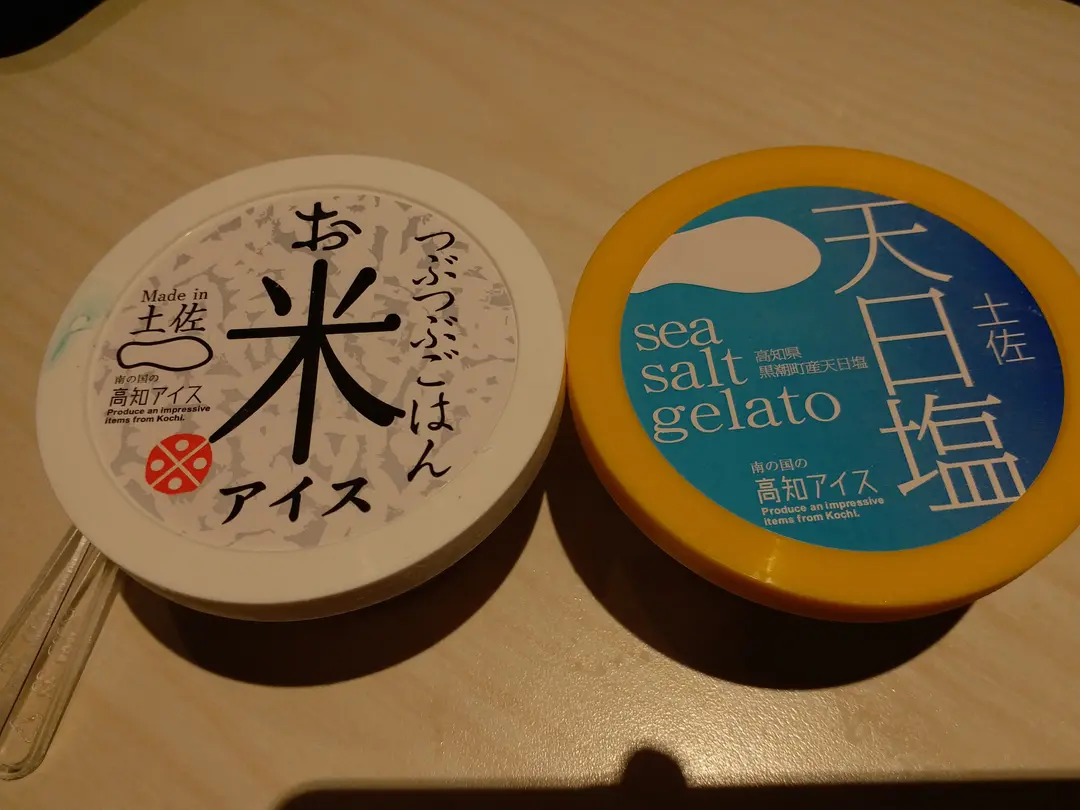 お
米
アイス
つぶつぶごはん
Made in
土佐
南の国の
高知アイス
Produce an impressive
items from Kochi.
天日塩
土佐
sea
salt
gelato
高知県
黒潮町産天日塩
南の国の
高知アイス
Produce an impressive
items from Kochi.